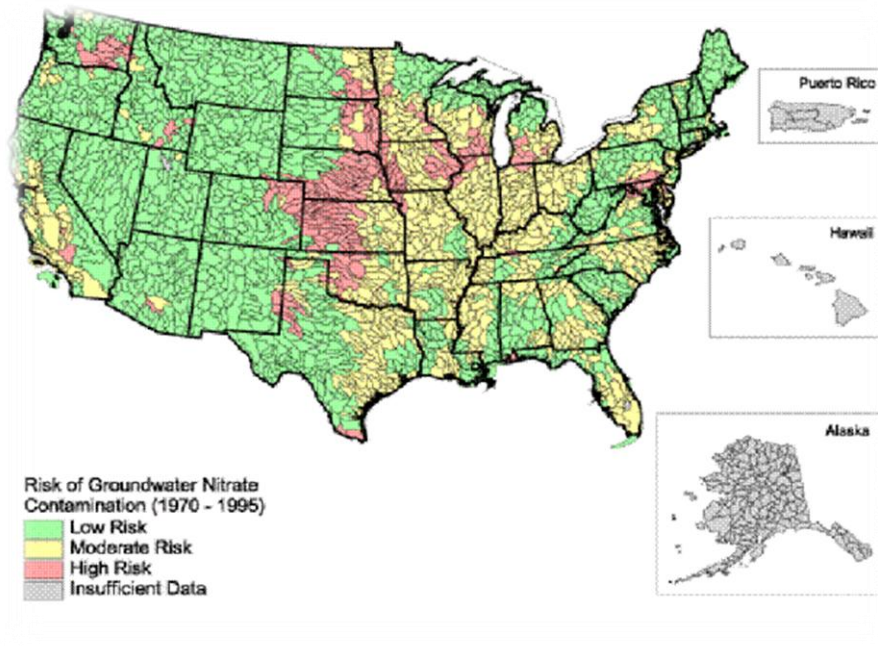 Puerto Rico
Hawaii
Alaska
Risk of Groundwater Nitrate
Contamination (1970 - 1995)
Low Risk
Moderate Risk
High Risk
Insufficient Data